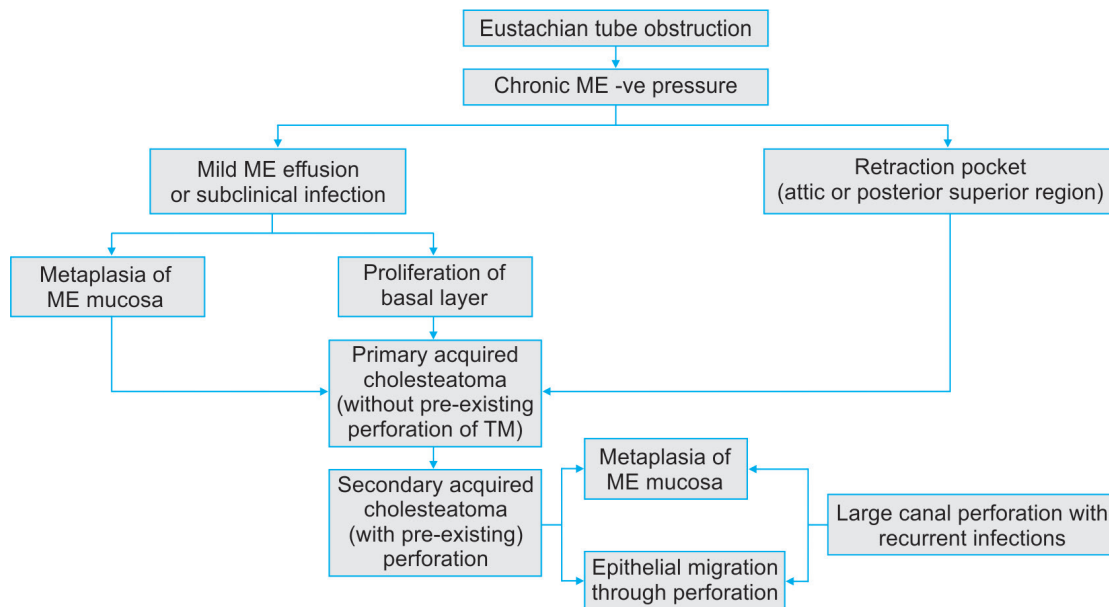 Eustachian tube obstruction
Chronic ME -ve pressure
Mild ME effusion
or subclinical infection
Retraction pocket
(attic or posterior superior region)
Metaplasia of
ME mucosa
Proliferation of
basal layer
Primary acquired
cholesteatoma
(without pre-existing
perforation of TM)
Secondary acquired
cholesteatoma
(with pre-existing)
perforation
Metaplasia of
ME mucosa
Large canal perforation with
recurrent infections
Epithelial migration
through perforation